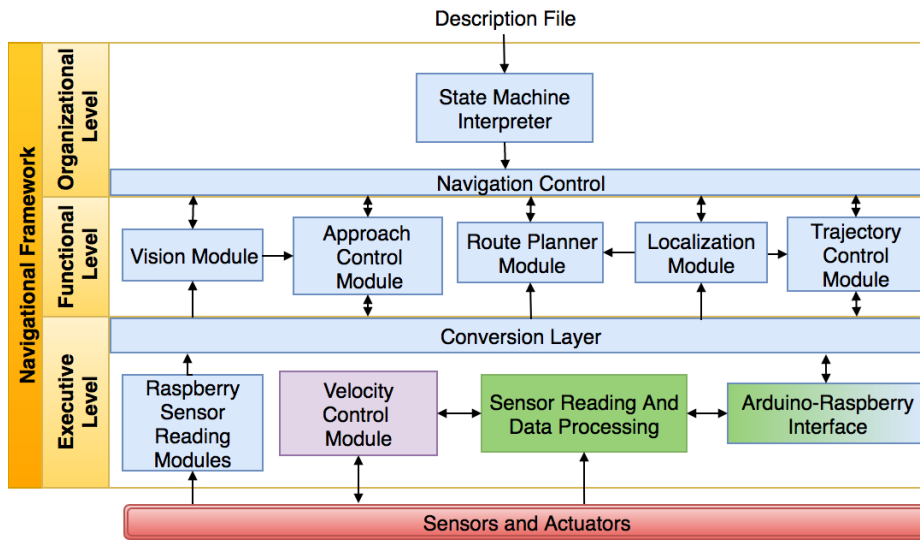 Description File
Navigational Framework
Organizational
Level
State Machine
Interpreter
Navigation Control
Functional
Level
Vision Module
Approach
Control
Module
Route Planner
Module
Localization
Module
Trajectory
Control
Module
Conversion Layer
Executive
Level
Raspberry
Sensor
Reading
Modules
Velocity
Control
Module
Sensor Reading And
Data Processing
Arduino-Raspberry
Interface
Sensors and Actuators